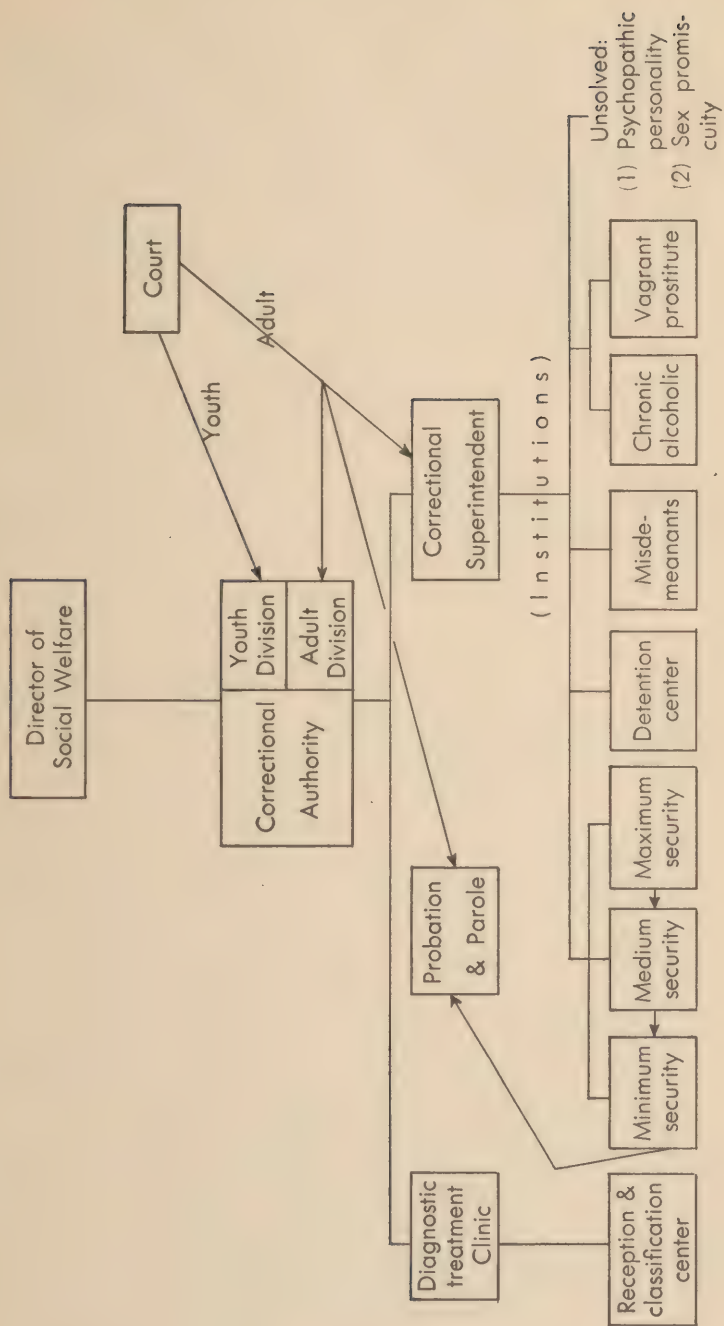 Director of
Social Welfare
Court
Youth
Adult
Correctional
Authority
Youth
Division
Adult
Division
Diagnostic
treatment
Clinic
Probation
& Parole
Correctional
Superintendent
(Institutions)
Reception &
classification
center
Minimum
security
Medium
security
Maximum
security
Detention
center
Misde-
meanants
Chronic
alcoholic
Vagrant
prostitute
Unsolved:
(1) Psychopathic
personality
(2) Sex promis-
cuity